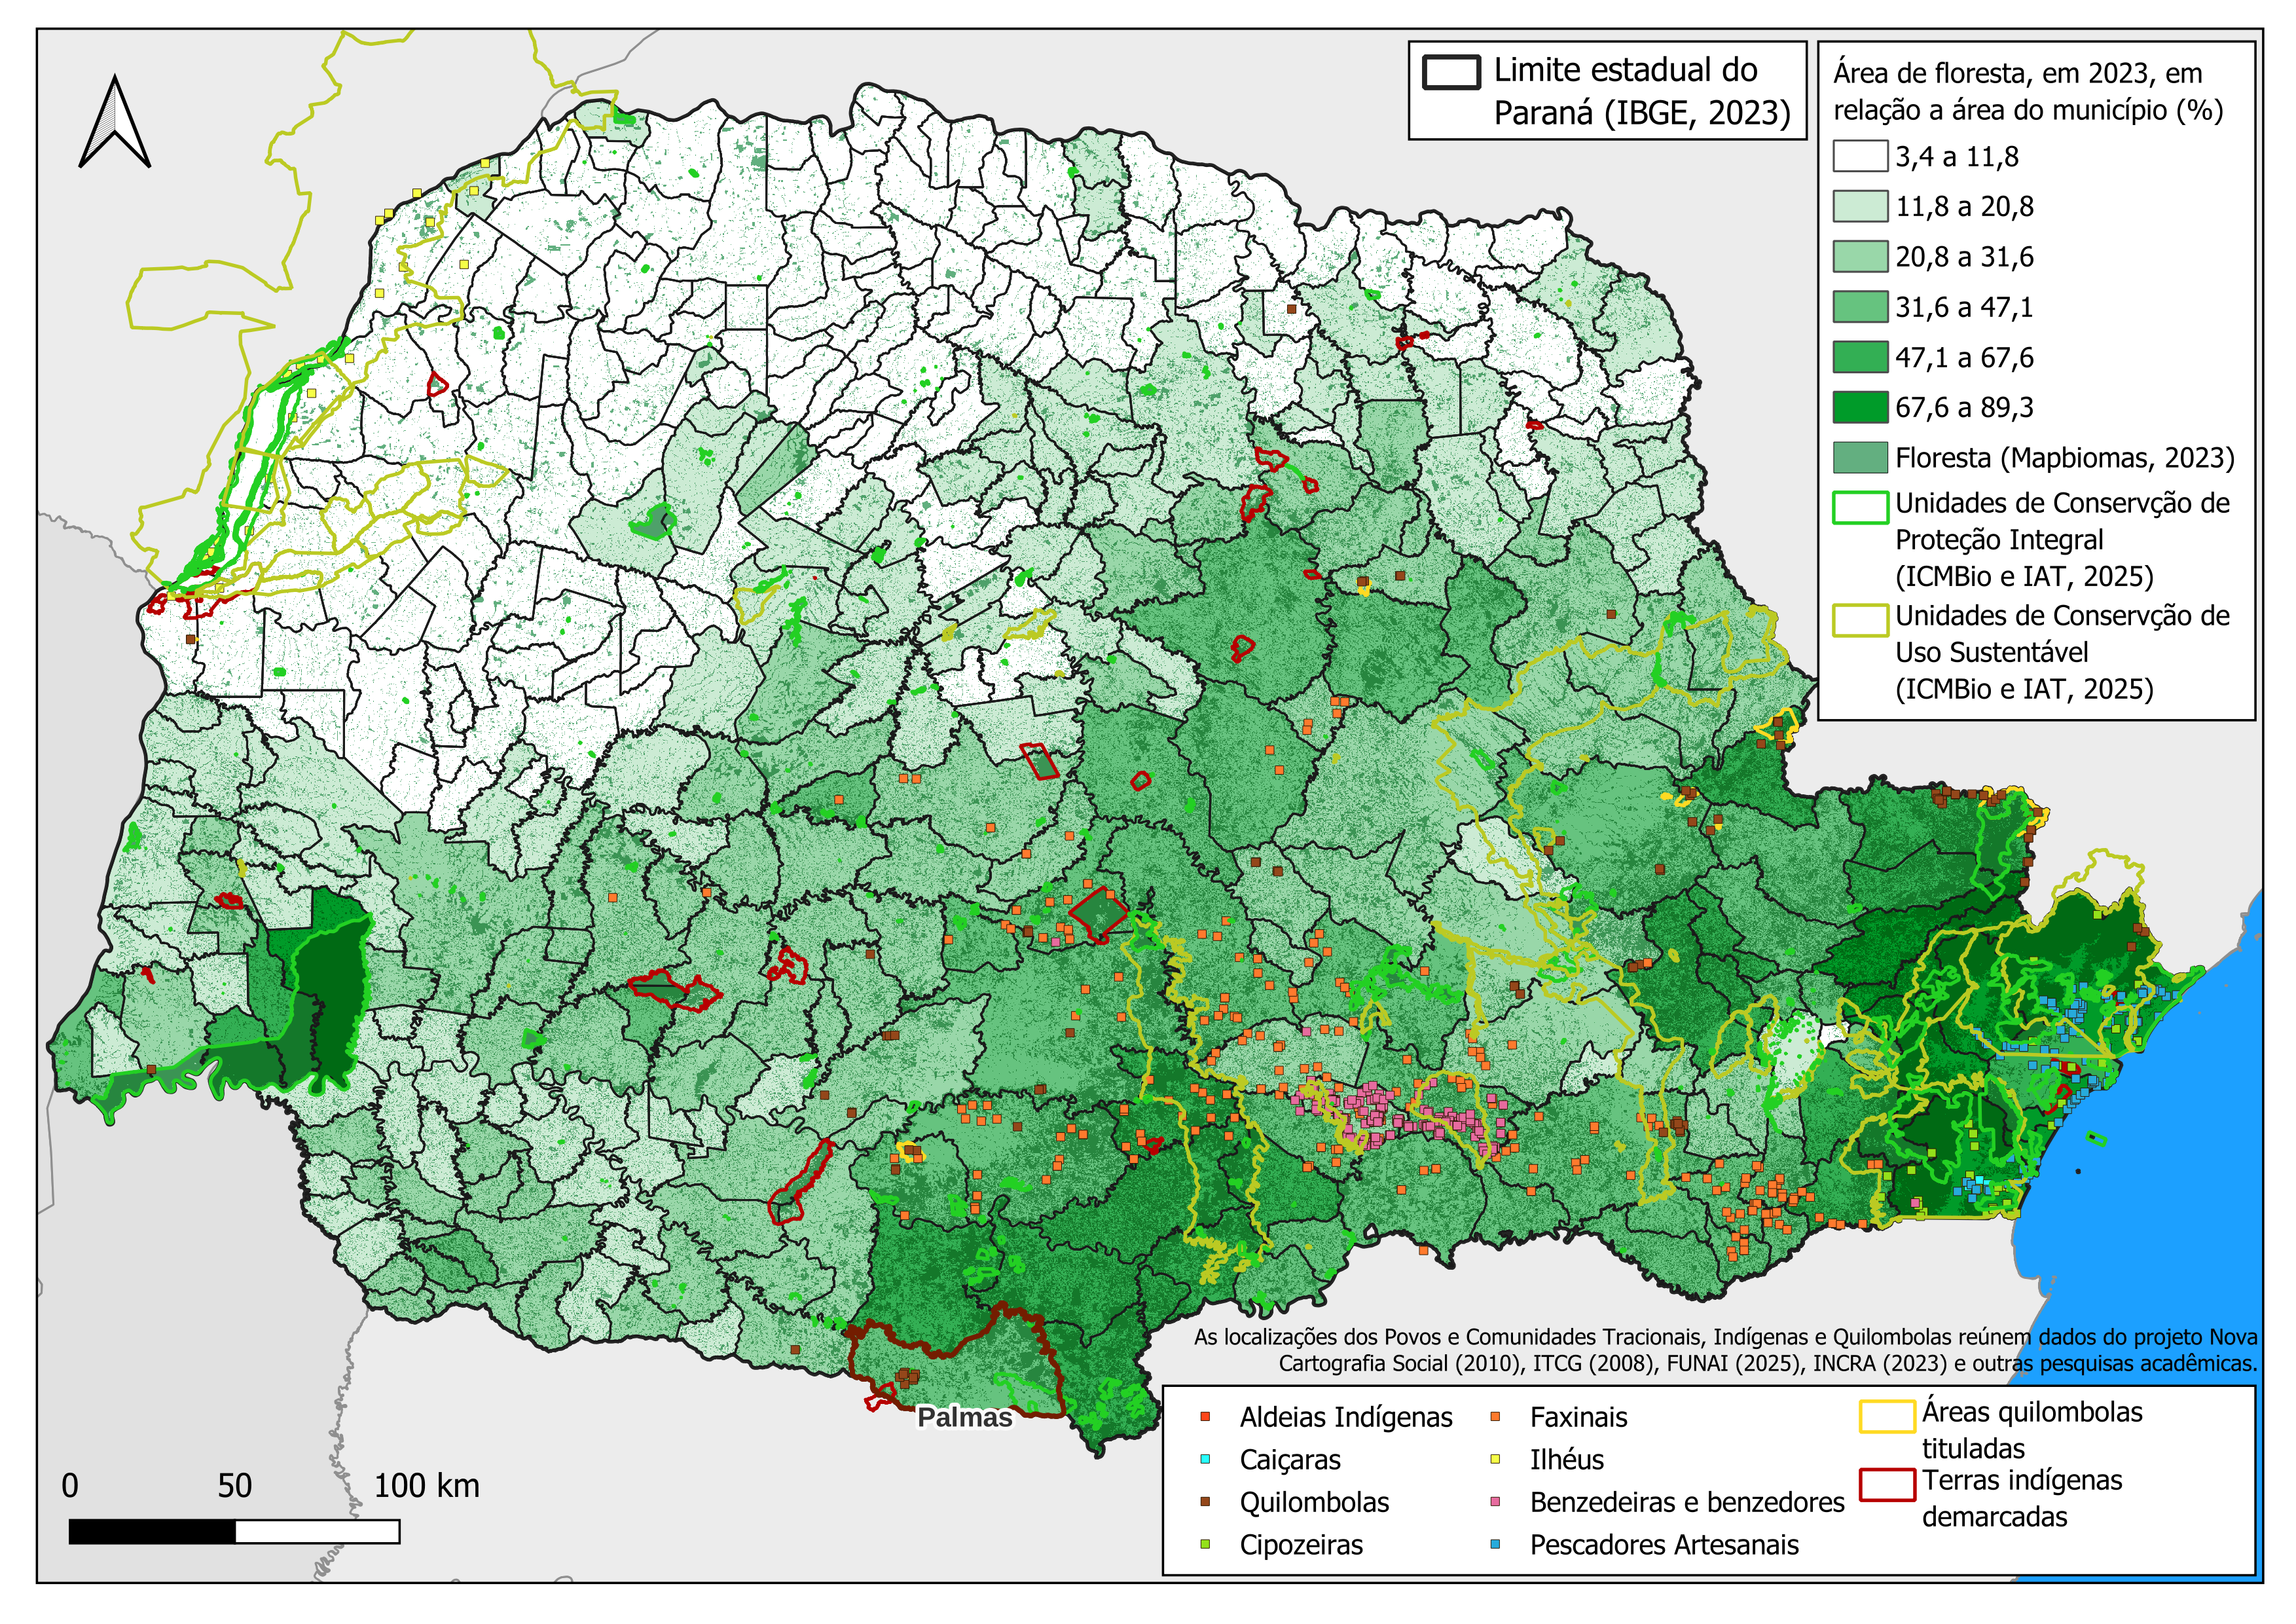 Limite estadual do
Paraná (IBGE, 2023)
Área de floresta, em 2023, em
relação a área do município (%)
3,4 a 11,8
11,8 a 20,8
20,8 a 31,6
31,6 a 47,1
47,1 a 67,6
67,6 a 89,3
Floresta (Mapbiomas, 2023)
Unidades de Conservção de
Proteção Integral
(ICMBio e IAT, 2025)
Unidades de Conservção de
Uso Sustentável
(ICMBio e IAT, 2025)
As localizações dos Povos e Comunidades Tracionais, Indígenas e Quilombolas reúnem dados do projeto Nova
Cartografia Social (2010), ITCG (2008), FUNAI (2025), INCRA (2023) e outras pesquisas acadêmicas.
Palmas
0 50 100 km
Aldeias Indígenas
Caiçaras
Quilombolas
Cipozeiras
Faxinais
Ilhéus
Benzedeiras e benzedores
Pescadores Artesanais
Áreas quilombolas
tituladas
Terras indígenas
demarcadas